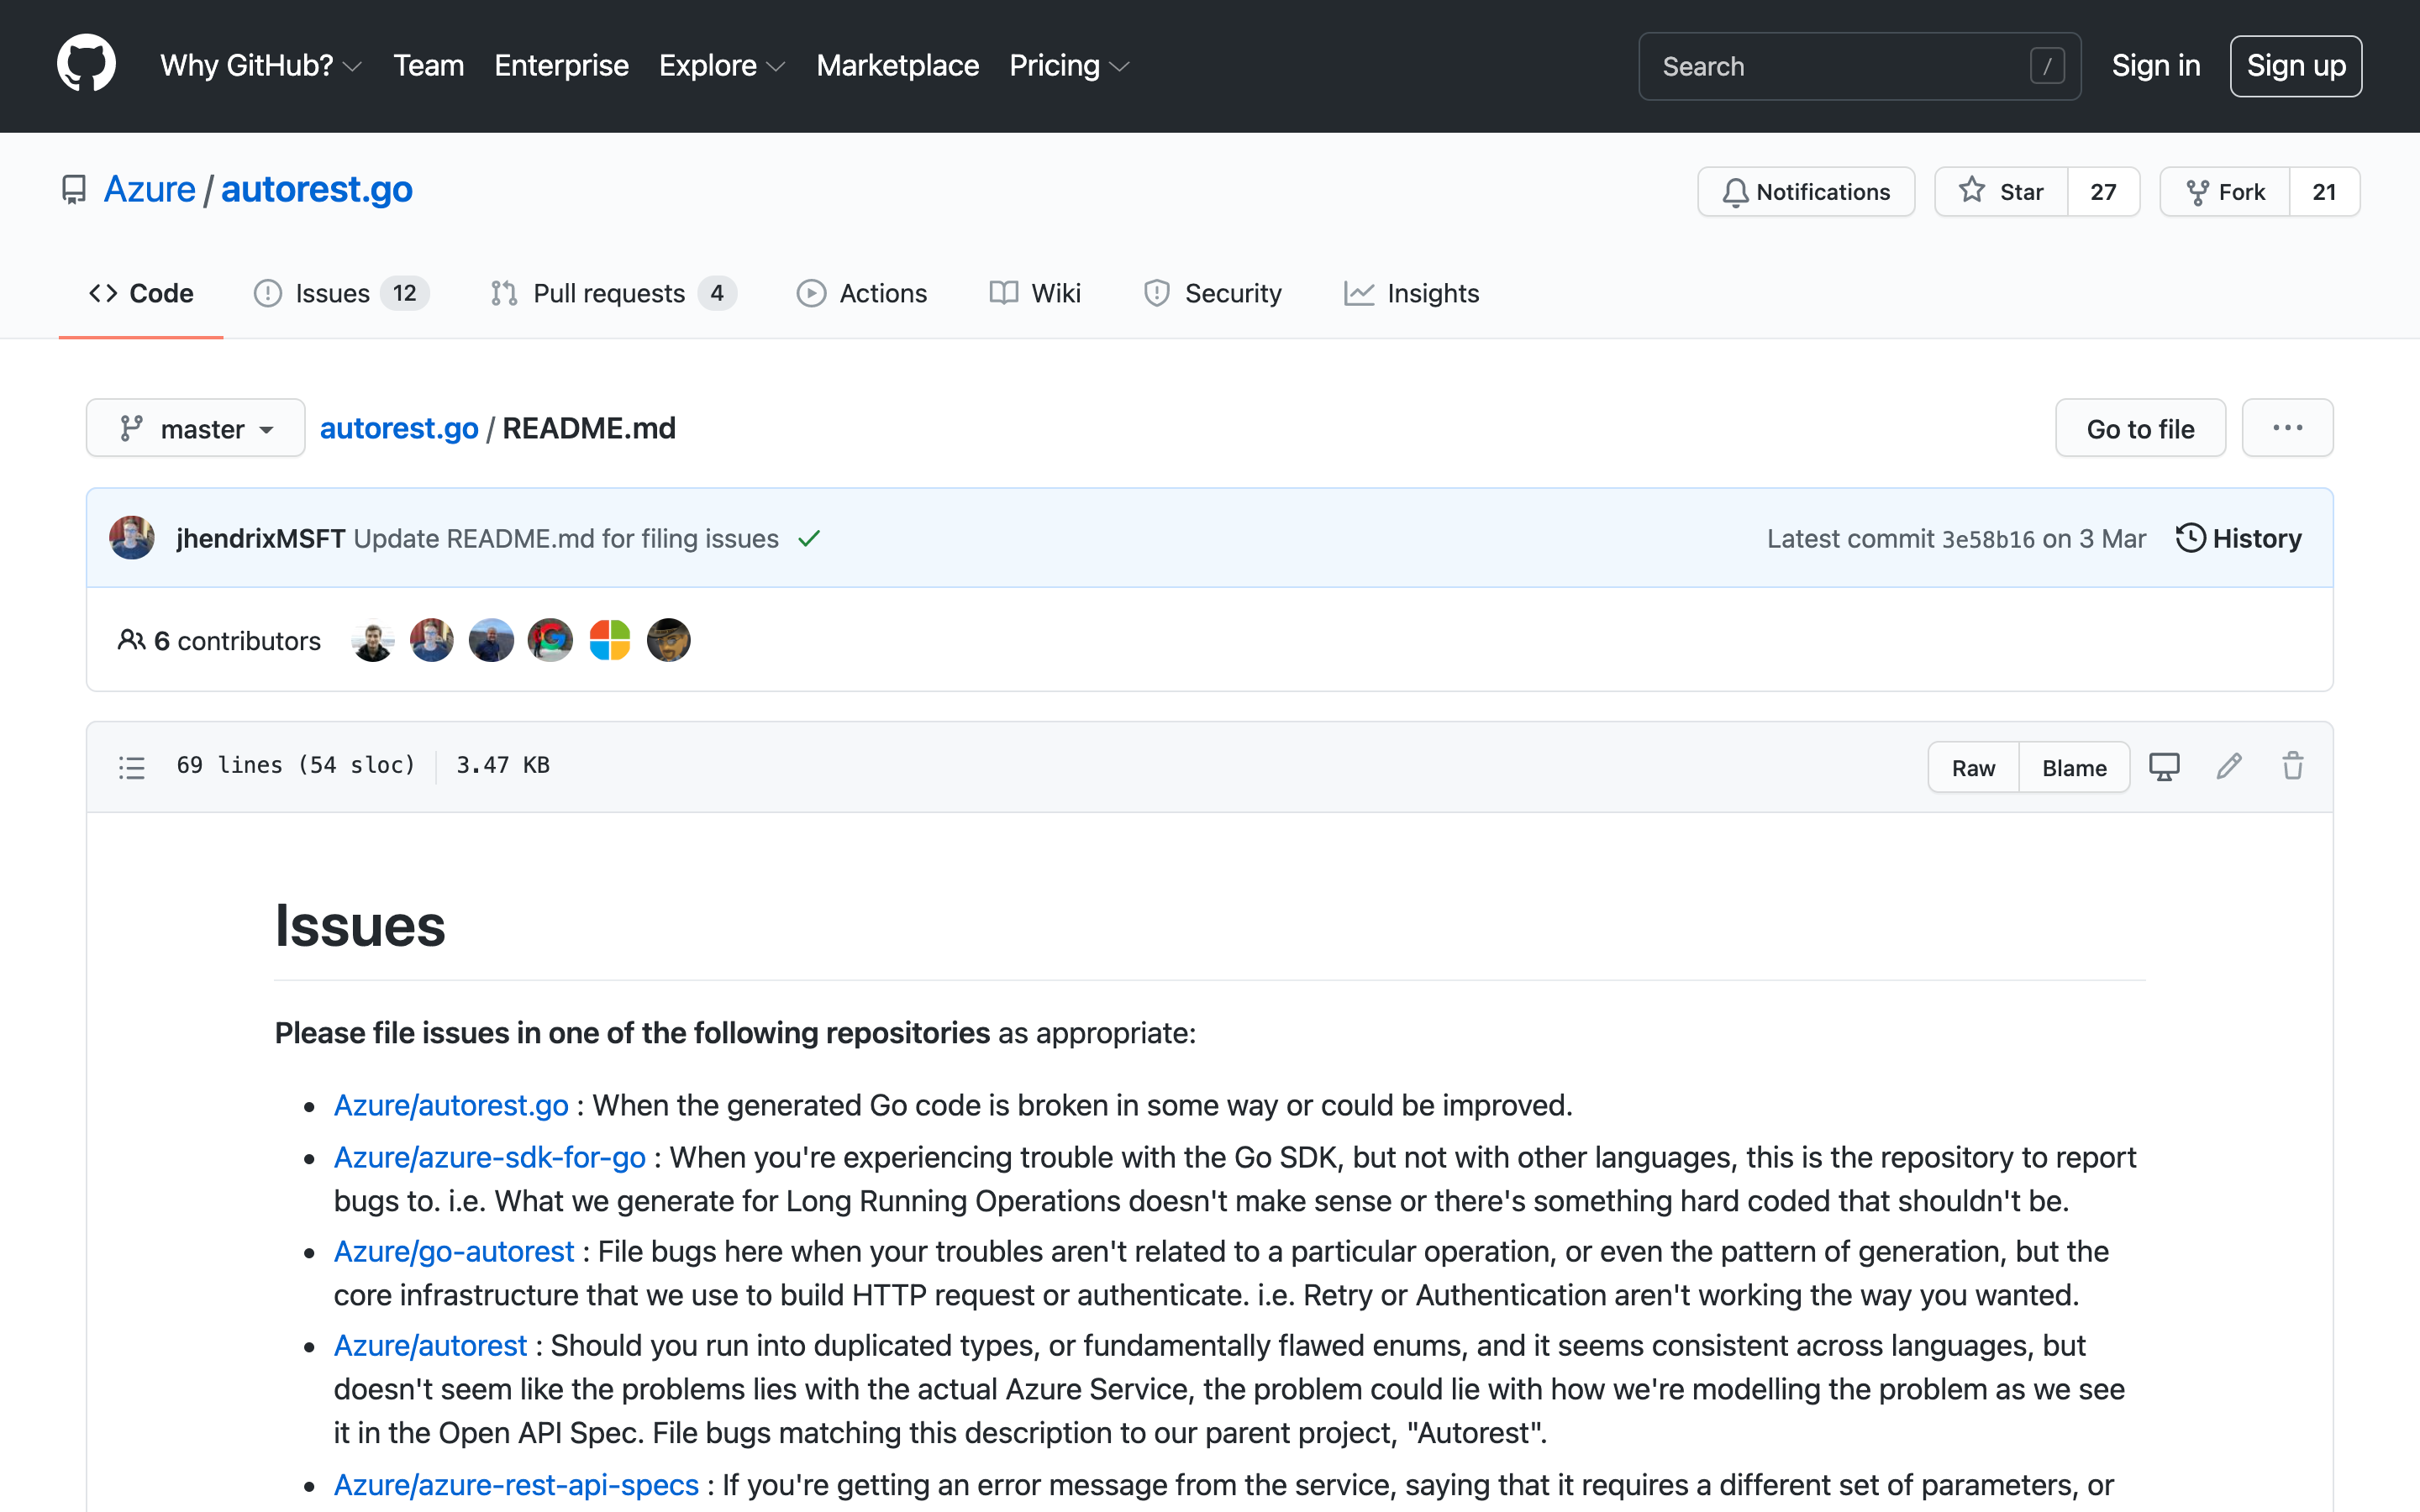 Why GitHub? Team Enterprise Explore Marketplace Pricing Search / Sign in Sign up
Azure / autorest.go Notifications Star 27 Fork 21
Code Issues 12 Pull requests 4 Actions Wiki Security Insights
master autorest.go / README.md Go to file ...
jhendrixMSFT Update README.md for filing issues Latest commit 3e58b16 on 3 Mar History
6 contributors
69 lines (54 sloc) 3.47 KB Raw Blame
Issues
Please file issues in one of the following repositories as appropriate:
• Azure/autorest.go : When the generated Go code is broken in some way or could be improved.
• Azure/azure-sdk-for-go : When you're experiencing trouble with the Go SDK, but not with other languages, this is the repository to report
bugs to. i.e. What we generate for Long Running Operations doesn't make sense or there's something hard coded that shouldn't be.
• Azure/go-autorest : File bugs here when your troubles aren't related to a particular operation, or even the pattern of generation, but the
core infrastructure that we use to build HTTP request or authenticate. i.e. Retry or Authentication aren't working the way you wanted.
• Azure/autorest : Should you run into duplicated types, or fundamentally flawed enums, and it seems consistent across languages, but
doesn't seem like the problems lies with the actual Azure Service, the problem could lie with how we're modelling the problem as we see
it in the Open API Spec. File bugs matching this description to our parent project, "Autorest".
• Azure/azure-rest-api-specs : If you're getting an error message from the service, saying that it requires a different set of parameters, or